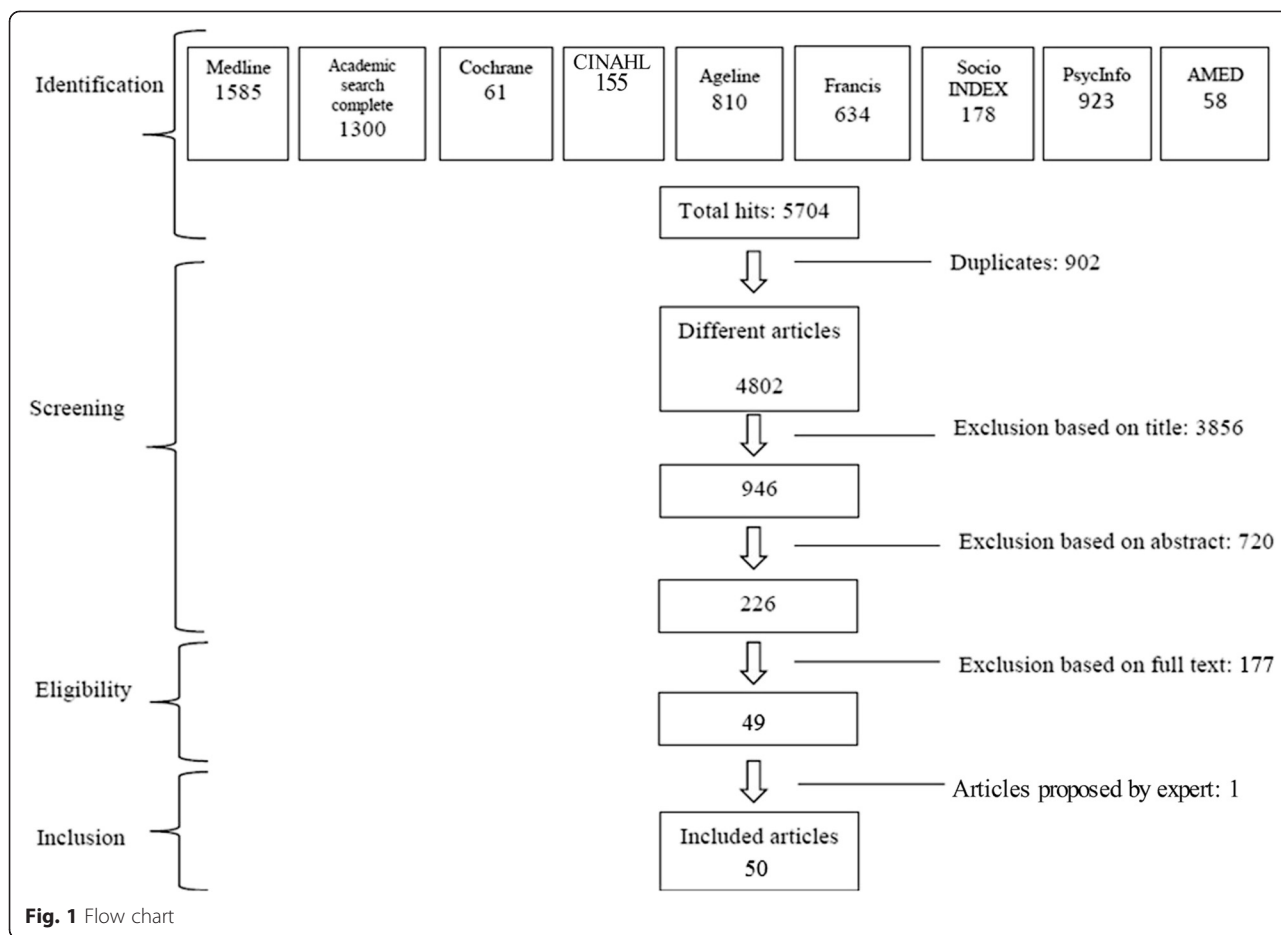 Identification
Medline
1585
Academic
search
complete
1300
Cochrane
61
CINAHL
155
Ageline
810
Francis
634
Socio
INDEX
178
PsycInfo
923
AMED
58
Total hits: 5704
Duplicates: 902
Screening
Different articles
4802
Exclusion based on title: 3856
946
Exclusion based on abstract: 720
226
Eligibility
Exclusion based on full text: 177
49
Inclusion
Articles proposed by expert: 1
Included articles
50
Fig. 1 Flow chart